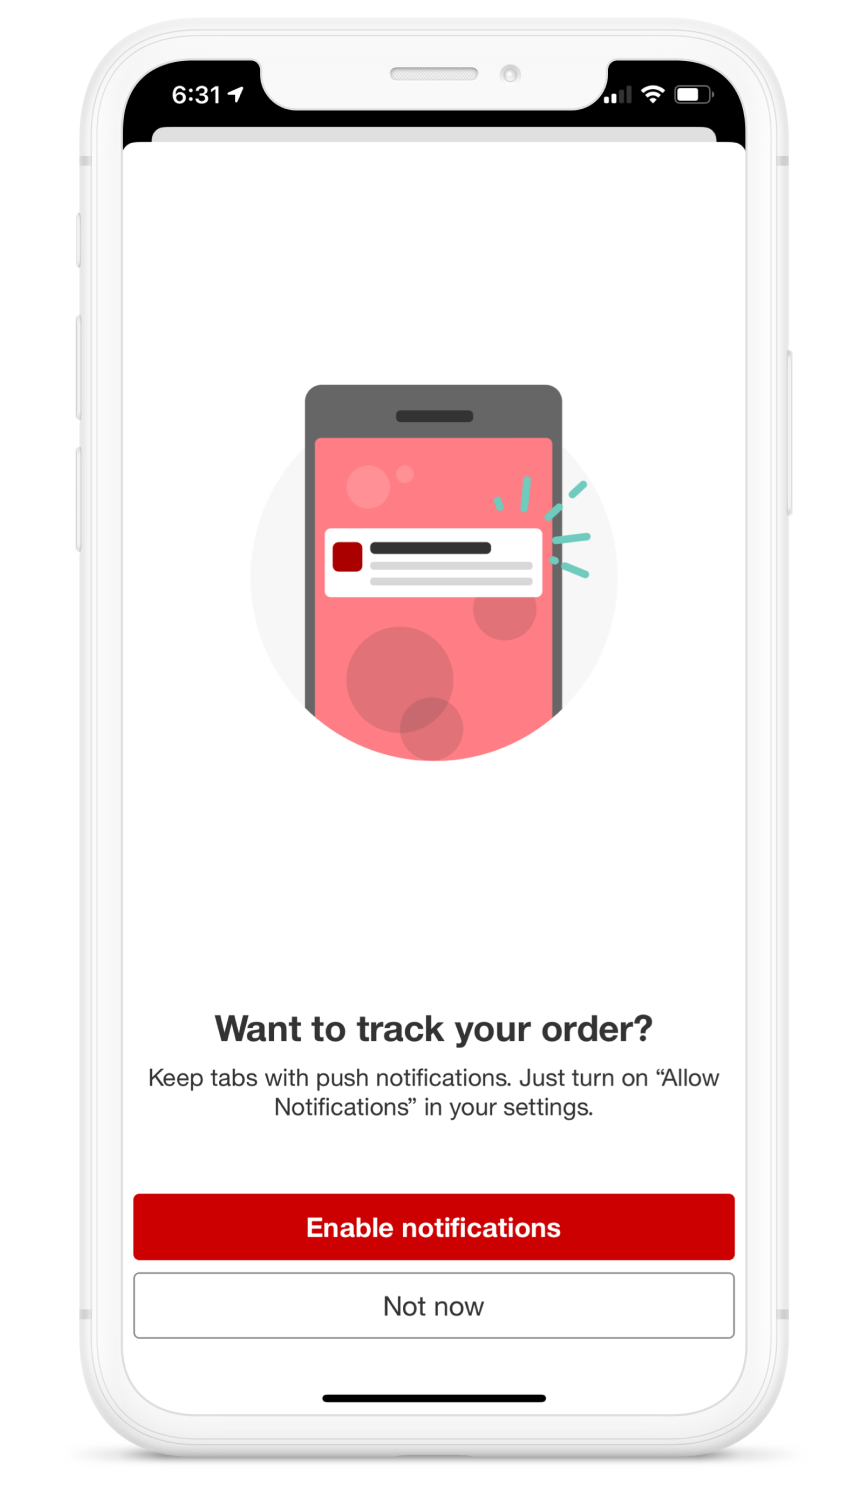 6:31
Want to track your order?
Keep tabs with push notifications. Just turn on “Allow
Notifications” in your settings.
Enable notifications
Not now